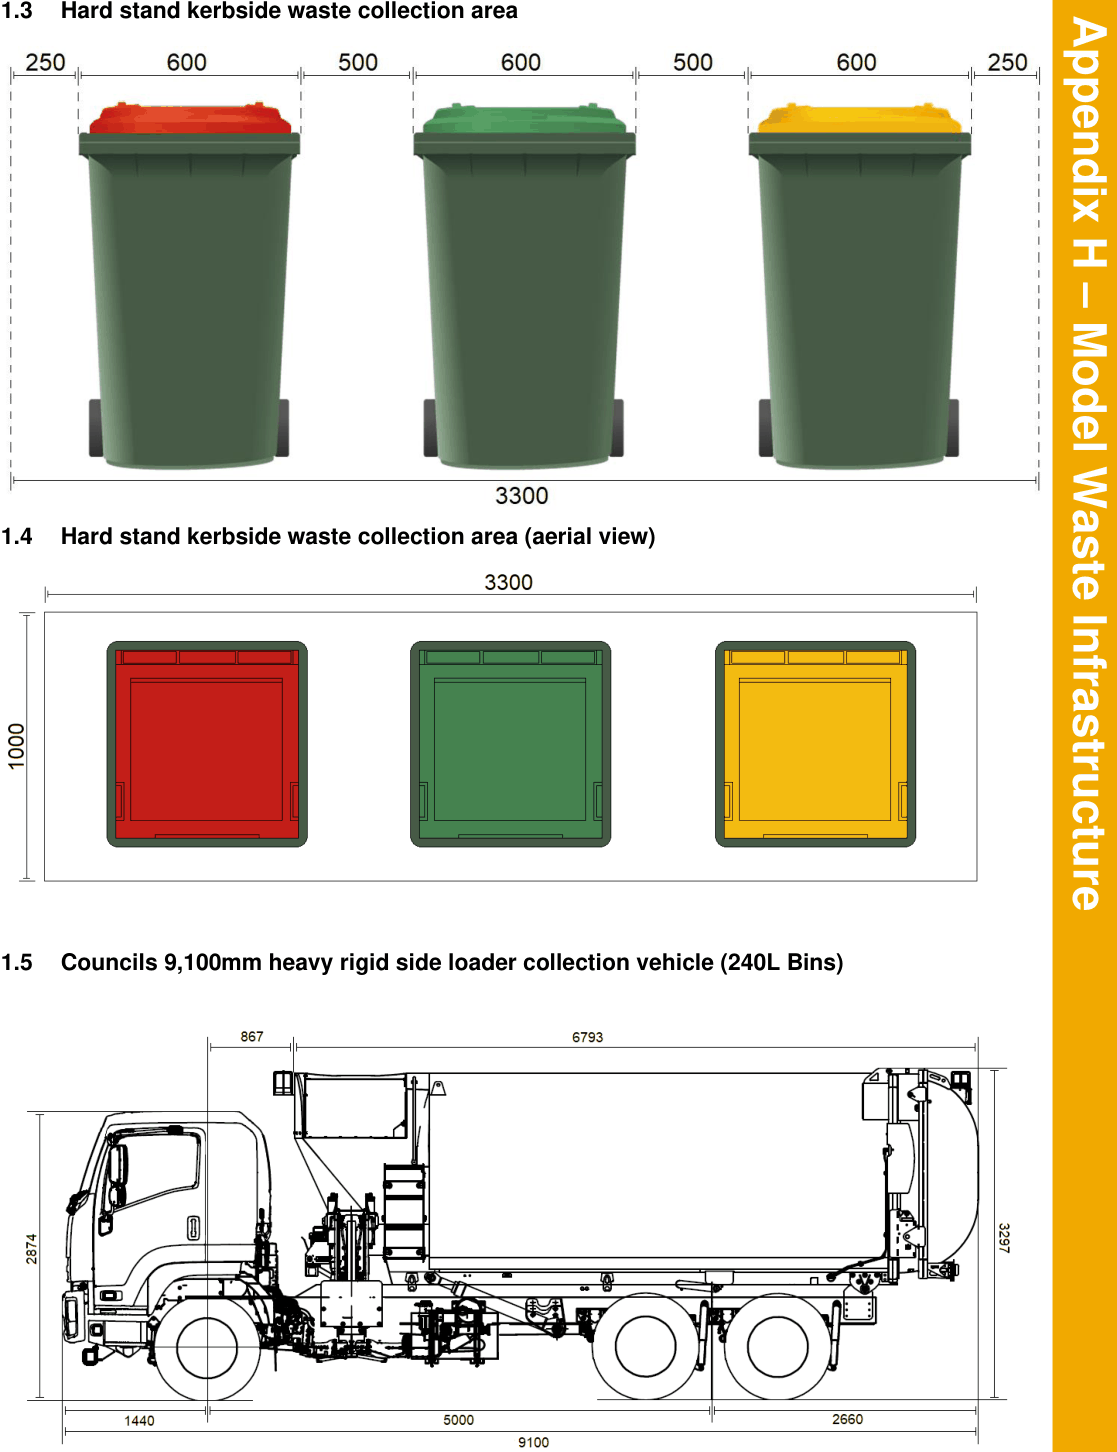 1.3 Hard stand kerbside waste collection area
250 600 500 600 500 600 250
3300
1.4 Hard stand kerbside waste collection area (aerial view)
3300
1000
1.5 Councils 9,100mm heavy rigid side loader collection vehicle (240L Bins)
867 6793
2874
3297
1440 5000 2660
9100
Appendix H – Model Waste Infrastructure